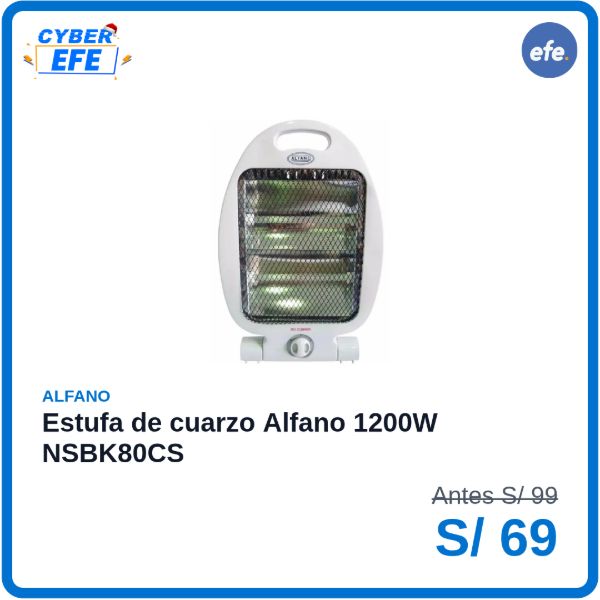 CYBER
EFE
efe.
ALFANO
ALFANO
Estufa de cuarzo Alfano 1200W
NSBK80CS
Antes S/ 99
S/ 69